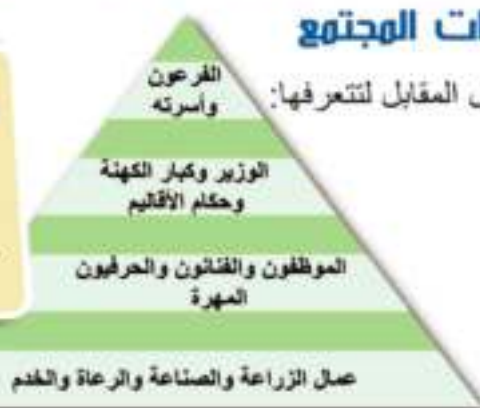 ات المجتمع
المقابل لتتعرفها:
الفرعون
وأسرته
الوزير وكبار الكهنة
وحكام الأقاليم
الموظفون والفنانون والحرفيون
المهرة
عمال الزراعة والصناعة والرعاة والخدم